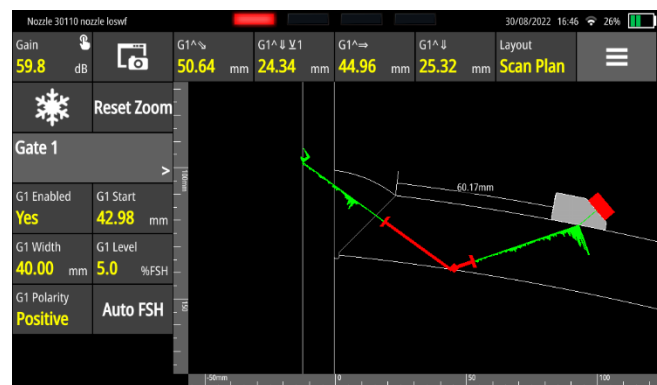 Nozzle 30110 nozzle loswf
30/08/2022 16:46 26%
Gain
59.8 dB
G1^⇘
50.64 mm
G1^⇓⊻1
24.34 mm
G1^⇒
44.96 mm
G1^⇓
25.32 mm
Layout
Scan Plan
Reset Zoom
Gate 1
>
G1 Enabled
Yes
G1 Start
42.98 mm
G1 Width
40.00 mm
G1 Level
5.0 %FSH
G1 Polarity
Positive
Auto FSH
100mm
150
60.17mm
-50mm
0
50
100